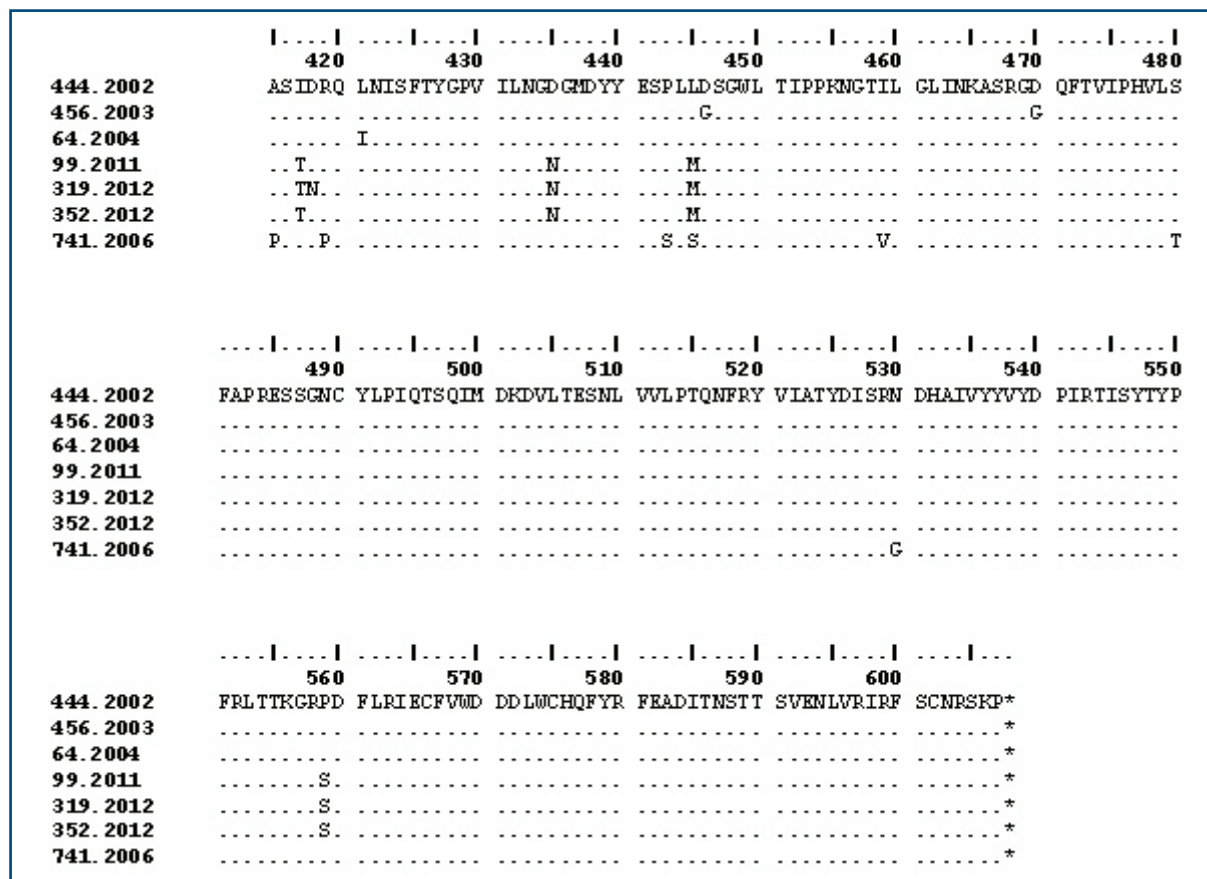 |....| ....|....| ....|....| ....|....| ....|....| ....|....| ....|....|
420 430 440 450 460 470 480
444.2002 ASIDRQ LNISFTYGPV ILNGDGMDYY ESPLLDSGWL TIPPKNGTIL GLINKASRGD QFTVIPHVLS
456.2003 ...... .......... .......... .....G.... .......... .........G ..........
64.2004 ...... I......... .......... .......... .......... .......... ..........
99.2011 ..T... .......... ....N..... ....M..... .......... .......... ..........
319.2012 ..TN.. .......... ....N..... ....M..... .......... .......... ..........
352.2012 ..T... .......... ....N..... ....M..... .......... .......... ..........
741.2006 P...P. .......... .......... ..S.S..... ........V. .......... .........T
....|....| ....|....| ....|....| ....|....| ....|....| ....|....| ....|....|
490 500 510 520 530 540 550
444.2002 FAPRESSGNC YLPIQTSQIM DKDVLTESNL VVLPTQNFRY VIATYDISRN DHAIVYYVYD PIRTISYTYP
456.2003 .......... .......... .......... .......... .......... .......... ..........
64.2004 .......... .......... .......... .......... .......... .......... ..........
99.2011 .......... .......... .......... .......... .......... .......... ..........
319.2012 .......... .......... .......... .......... .......... .......... ..........
352.2012 .......... .......... .......... .......... .......... .......... ..........
741.2006 .......... .......... .......... .......... .........G .......... ..........
....|....| ....|....| ....|....| ....|....| ....|....| ....|...
560 570 580 590 600
444.2002 FRLTTKGRPD FLRIECFVWD DDLWCHQFYR FEADITNSTT SVENLVRIRF SCNRSKP*
456.2003 .......... .......... .......... .......... .......... .......*
64.2004 .......... .......... .......... .......... .......... .......*
99.2011 ........S. .......... .......... .......... .......... .......*
319.2012 ........S. .......... .......... .......... .......... .......*
352.2012 ........S. .......... .......... .......... .......... .......*
741.2006 .......... .......... .......... .......... .......... .......*